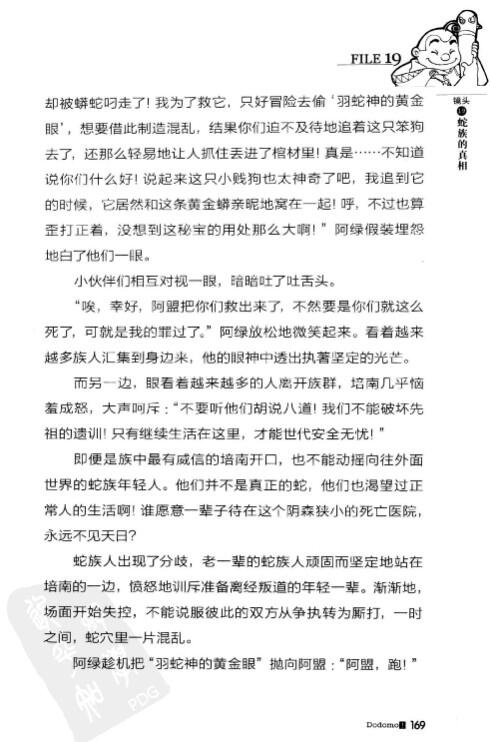 FILE 19
镜头
19
蛇族的真相
却被蟒蛇叼走了！我为了救它，只好冒险去偷‘羽蛇神的黄金
眼’，想要借此制造混乱，结果你们迫不及待地追着这只笨狗
去了，还那么轻易地让人抓住丢进了棺材里！真是……不知道
说你们什么好！说起来这只小贱狗也太神奇了吧，我追到它
的时候，它居然和这条黄金蟒亲昵地窝在一起！呼，不过也算
歪打正着，没想到这秘宝的用处那么大啊！”阿绿假装埋怨
地白了他们一眼。
小伙伴们相互对视一眼，暗暗吐了吐舌头。
“唉，幸好，阿盟把你们救出来了，不然要是你们就这么
死了，可就是我的罪过了。”阿绿放松地微笑起来。看着越来
越多族人汇集到身边来，他的眼神中透出执著坚定的光芒。
而另一边，眼看着越来越多的人离开族群，培南几乎恼
羞成怒，大声呵斥：“不要听他们胡说八道！我们不能破坏先
祖的遗训！只有继续生活在这里，才能世代安全无忧！”
即便是族中最有威信的培南开口，也不能动摇向往外面
世界的蛇族年轻人。他们并不是真正的蛇，他们也渴望过正
常人的生活啊！谁愿意一辈子待在这个阴森狭小的死亡医院，
永远不见天日？
蛇族人出现了分歧，老一辈的蛇族人顽固而坚定地站在
培南的一边，愤怒地训斥准备离经叛道的年轻一辈。渐渐地，
场面开始失控，不能说服彼此的双方从争执转为厮打，一时
之间，蛇穴里一片混乱。
阿绿趁机把“羽蛇神的黄金眼”抛向阿盟：“阿盟，跑！”
PDG
Dodomo 169